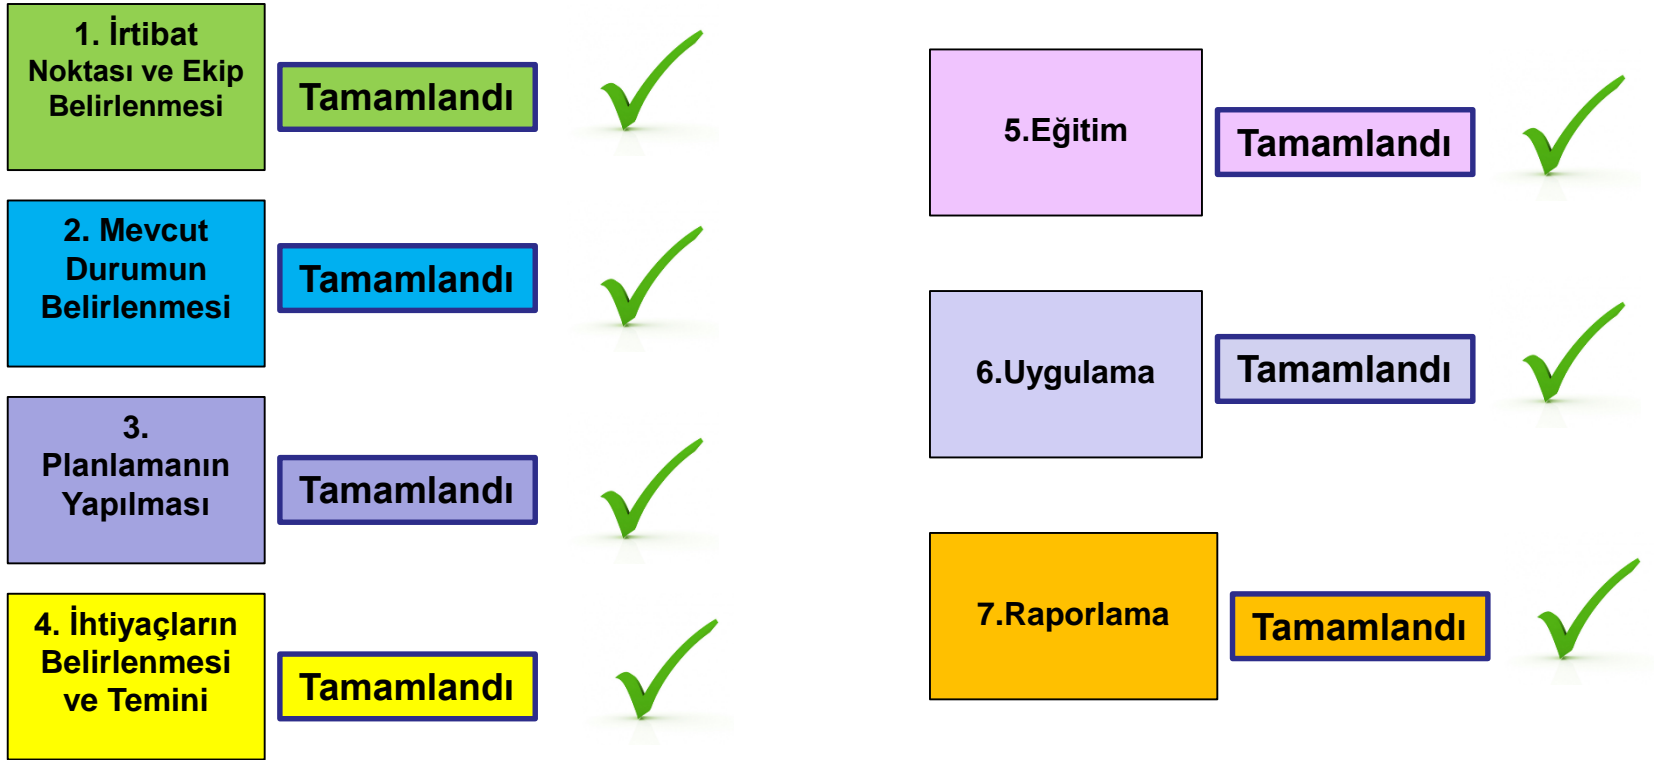 1. İrtibat
Noktası ve Ekip
Belirlenmesi
Tamamlandı
2. Mevcut
Durumun
Belirlenmesi
Tamamlandı
3.
Planlamanın
Yapılması
Tamamlandı
4. İhtiyaçların
Belirlenmesi
ve Temini
Tamamlandı
5.Eğitim
Tamamlandı
6.Uygulama
Tamamlandı
7.Raporlama
Tamamlandı